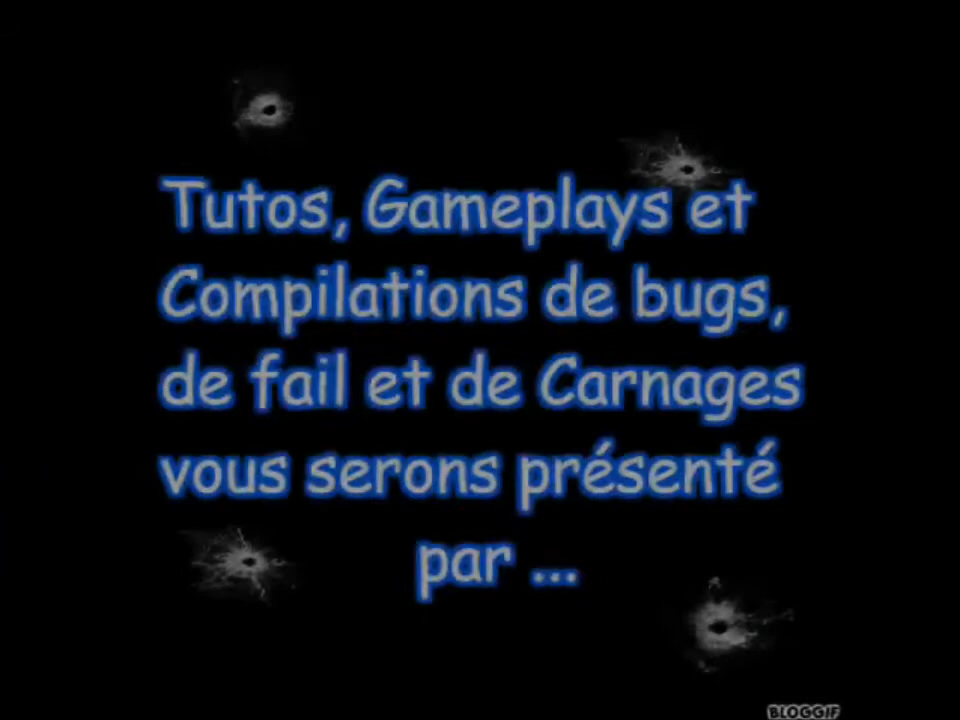 Tutos, Gameplays et
Compilations de bugs,
de fail et de Carnages
vous serons présenté
par ...
BLOGGIF